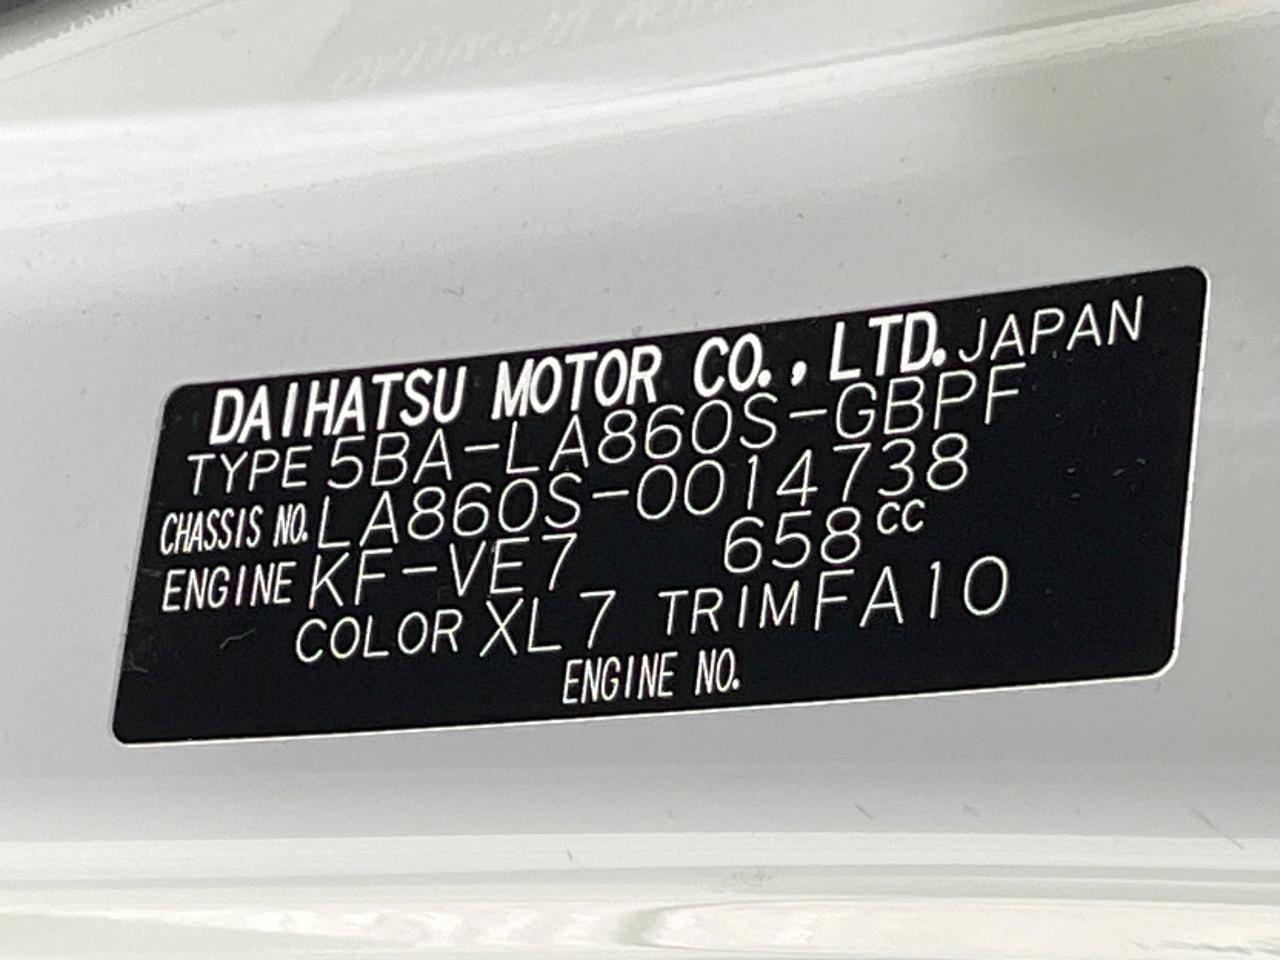 DAIHATSU MOTOR CO., LTD. JAPAN
TYPE 5BA-LA860S-GBPF
CHASSIS NO. LA860S-0014738
ENGINE KF-VE7 658cc
COLOR XL7 TRIM FA10
ENGINE NO.